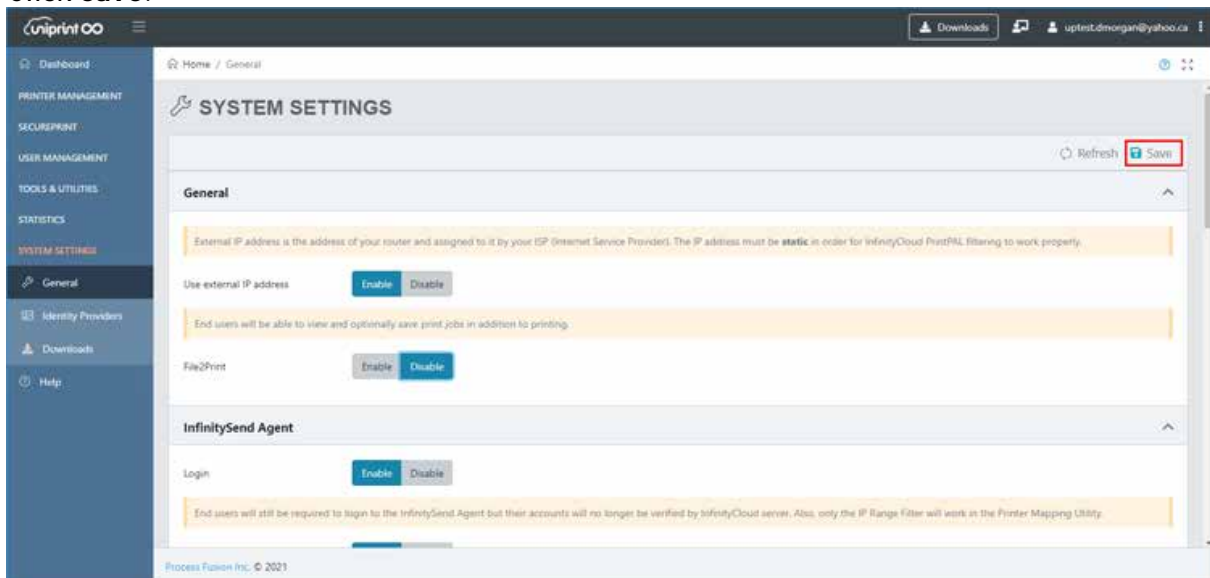 uniprint
Downloads
uptest.dmorgan@yahoo.ca
Dashboard
Home / General
PRINTER MANAGEMENT
SYSTEM SETTINGS
SECUREPRINT
USER MANAGEMENT
Refresh Save
TOOLS & UTILITIES
General
STATISTICS
External IP address is the address of your router and assigned to it by your ISP (Internet Service Provider). The IP address must be static in order for InfinityCloud PrintPAL filtering to work properly.
SYSTEM SETTINGS
General
Use external IP address Enable Disable
Identity Providers
End users will be able to view and optionally save print jobs in addition to printing.
Downloads
File2Print Enable Disable
Help
InfinitySend Agent
Login Enable Disable
End users will still be required to login to the InfinitySend Agent but their accounts will no longer be verified by InfinityCloud server. Also, only the IP Range Filter will work in the Printer Mapping Utility.
Process Fusion Inc. © 2021